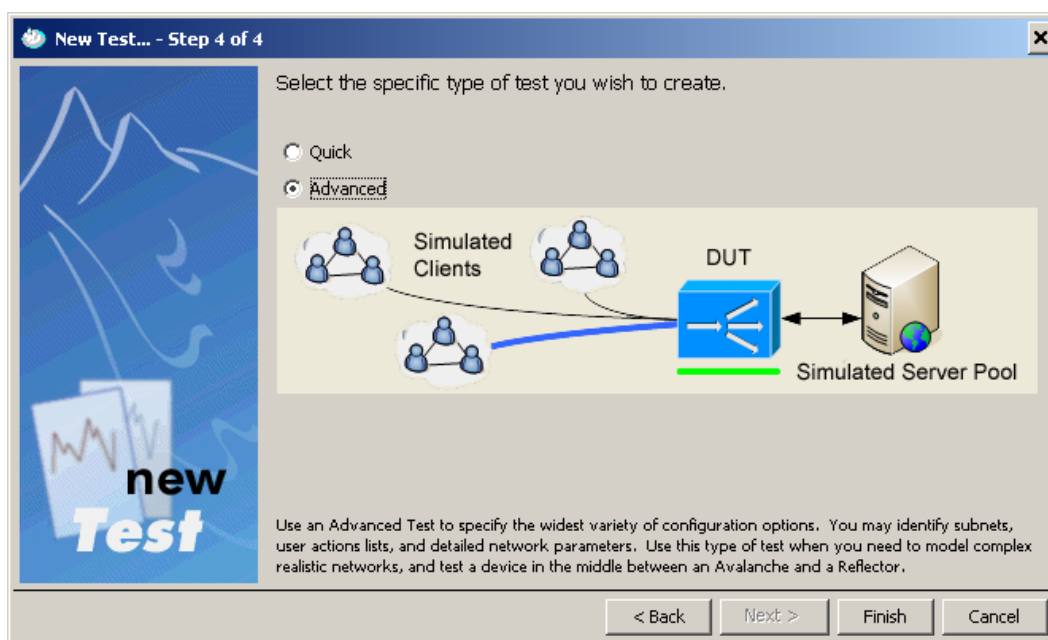 New Test... - Step 4 of 4
Select the specific type of test you wish to create.
Quick
Advanced
Simulated
Clients
DUT
Simulated Server Pool
new
Test
Use an Advanced Test to specify the widest variety of configuration options. You may identify subnets,
user actions lists, and detailed network parameters. Use this type of test when you need to model complex
realistic networks, and test a device in the middle between an Avalanche and a Reflector.
< Back
Next >
Finish
Cancel